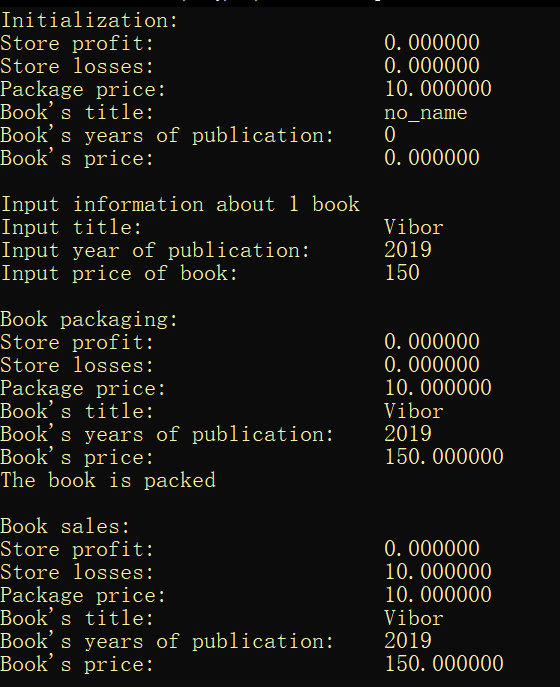 Initialization:
Store profit: 0.000000
Store losses: 0.000000
Package price: 10.000000
Book's title: no_name
Book's years of publication: 0
Book's price: 0.000000
Input information about 1 book
Input title: Vibor
Input year of publication: 2019
Input price of book: 150
Book packaging:
Store profit: 0.000000
Store losses: 0.000000
Package price: 10.000000
Book's title: Vibor
Book's years of publication: 2019
Book's price: 150.000000
The book is packed
Book sales:
Store profit: 0.000000
Store losses: 10.000000
Package price: 10.000000
Book's title: Vibor
Book's years of publication: 2019
Book's price: 150.000000